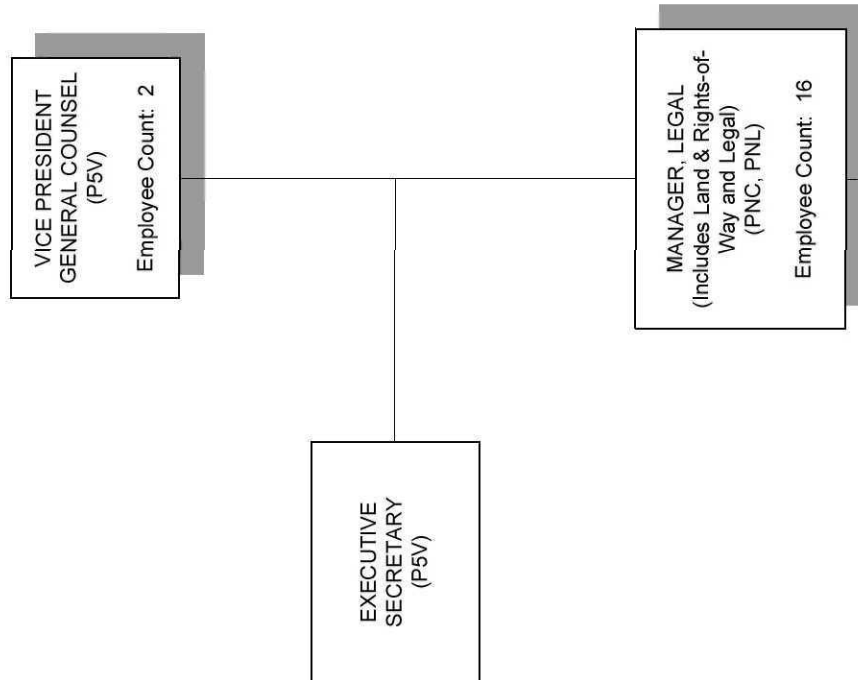 VICE PRESIDENT
GENERAL COUNSEL
(P5V)
Employee Count: 2
EXECUTIVE
SECRETARY
(P5V)
MANAGER, LEGAL
(Includes Land & Rights-of-
Way and Legal)
(PNC, PNL)
Employee Count: 16